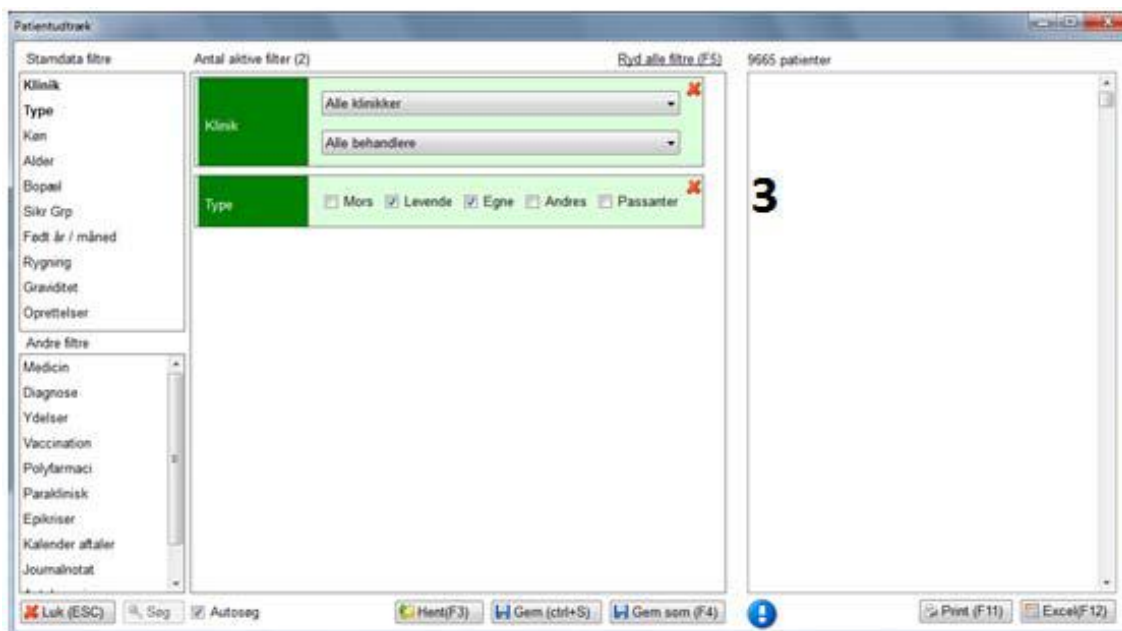 Patientudtræk
Stamdata filtre
Klinik
Type
Køn
Alder
Bopæl
Sikr Grp
Født år / måned
Rygning
Graviditet
Oprettelser
Andre filtre
Medicin
Diagnose
Ydelser
Vaccination
Polyfarmaci
Paraklinisk
Epikriser
Kalender aftaler
Journalnotat
Antal aktive filter (2) Ryd alle filtre (F5)
Klinik
Alle klinikker
Alle behandlere
Type Mors Levende Egne Andres Passanter
9665 patienter
3
Luk (ESC) Søg Autosøg Hent(F3) Gem (ctrl+S) Gem som (F4) Print (F11) Excel(F12)